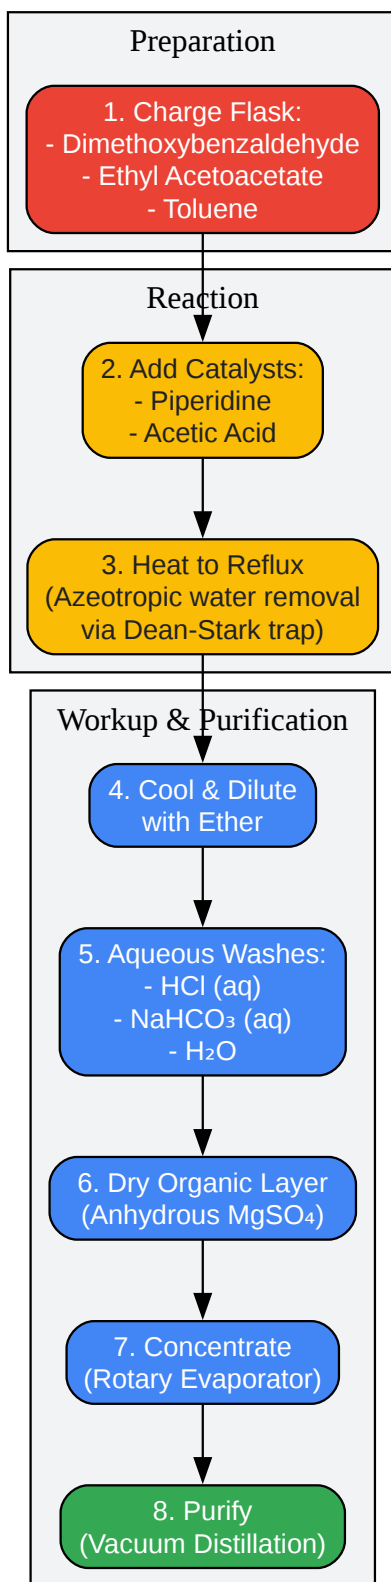 Preparation
1. Charge Flask:
- Dimethoxybenzaldehyde
- Ethyl Acetoacetate
- Toluene
Reaction
2. Add Catalysts:
- Piperidine
- Acetic Acid
3. Heat to Reflux
(Azeotropic water removal
via Dean-Stark trap)
Workup & Purification
4. Cool & Dilute
with Ether
5. Aqueous Washes:
- HCl (aq)
- NaHCO₃ (aq)
- H₂O
6. Dry Organic Layer
(Anhydrous MgSO₄)
7. Concentrate
(Rotary Evaporator)
8. Purify
(Vacuum Distillation)